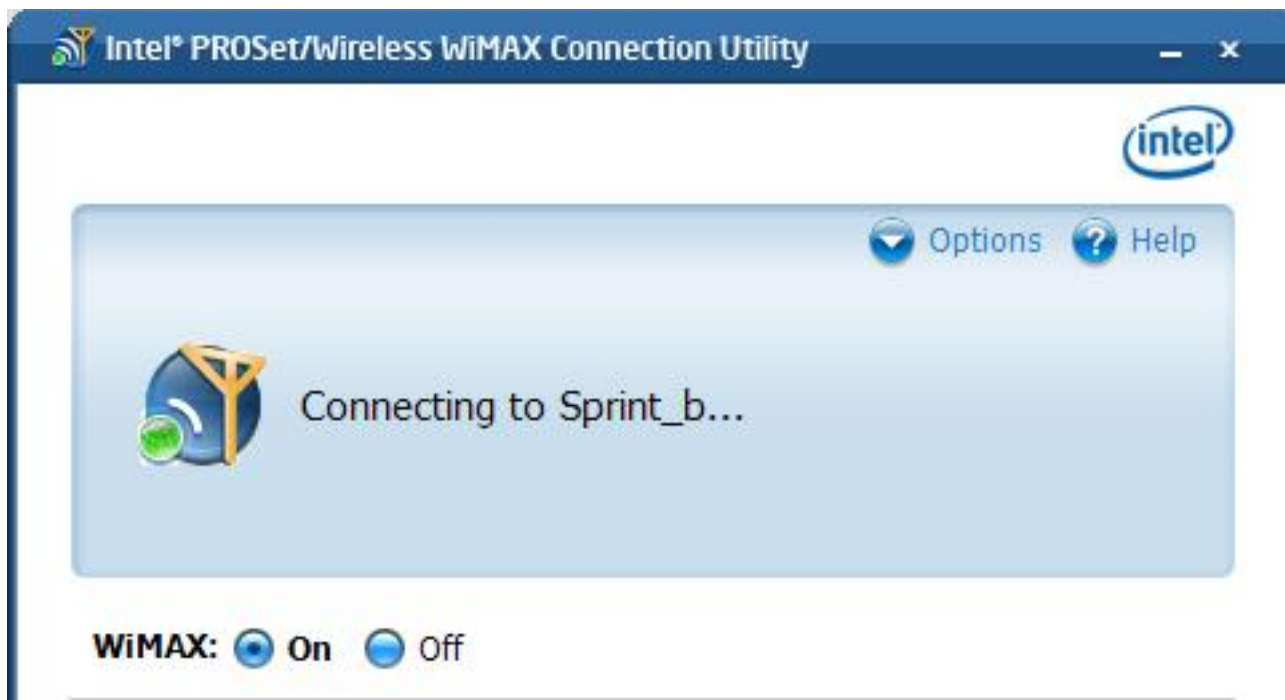 Intel® PROSet/Wireless WiMAX Connection Utility
intel
Options Help
Connecting to Sprint_b...
WiMAX: On Off